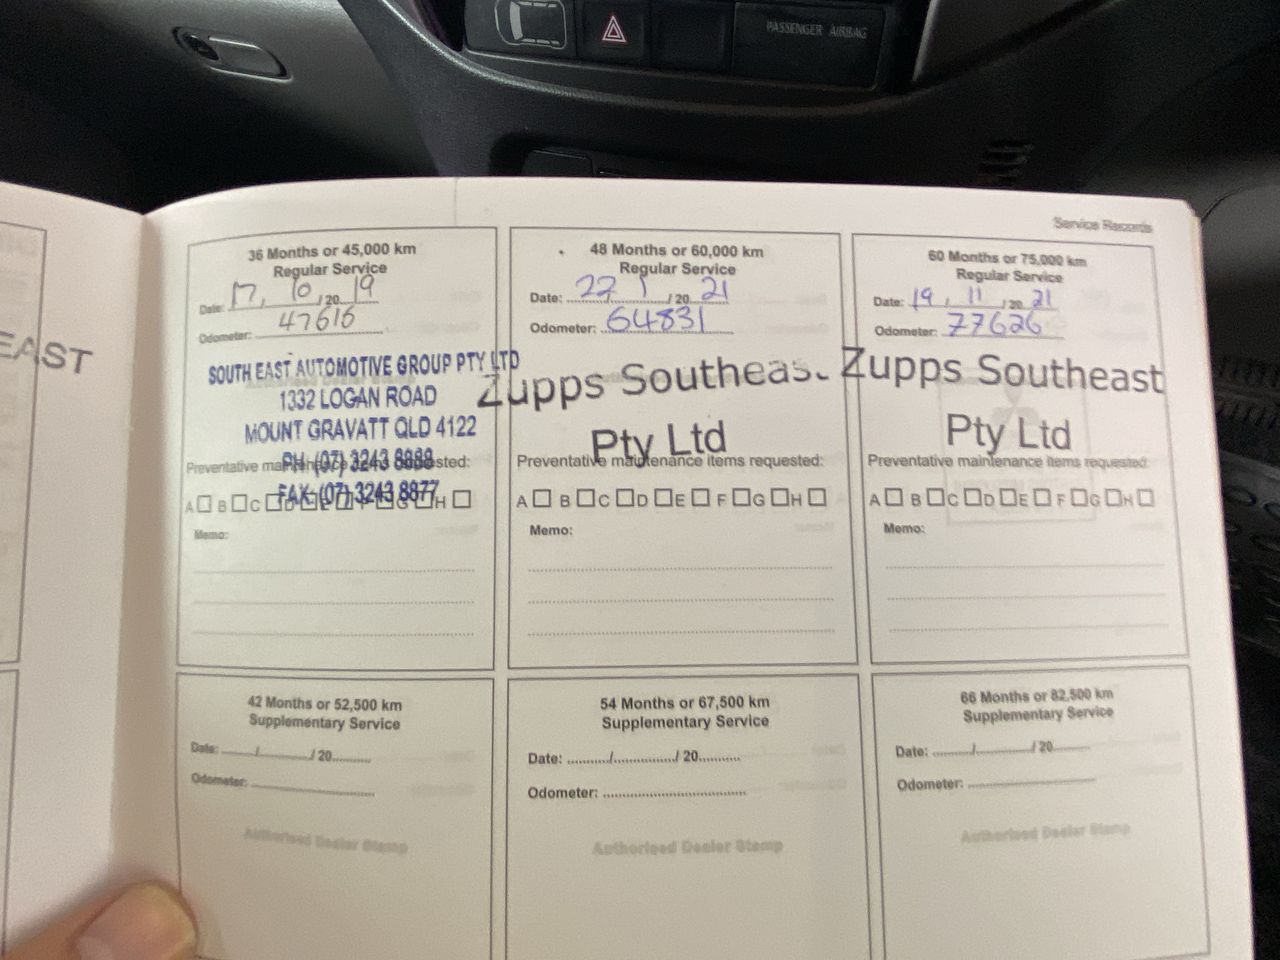 PASSENGER AIRBAG
Service Records
EAST
36 Months or 45,000 km
Regular Service
Date: 17, 10, 20 19
Odometer: 47616
SOUTH EAST AUTOMOTIVE GROUP PTY LTD
1332 LOGAN ROAD
MOUNT GRAVATT QLD 4122
PH: (07) 3243 8888
FAX: (07) 3243 8877
A B C D E F G H
Memo:
48 Months or 60,000 km
Regular Service
Date: 22 / 1 / 20 21
Odometer: 64831
Zupps Southeast
Pty Ltd
Preventative maintenance items requested:
A B C D E F G H
Memo:
60 Months or 75,000 km
Regular Service
Date: 19, 11 / 20 21
Odometer: 77626
Zupps Southeast
Pty Ltd
Preventative maintenance items requested:
A B C D E F G H
Memo:
42 Months or 52,500 km
Supplementary Service
Date: ........./............../ 20..........
Odometer: ..................................
Authorised Dealer Stamp
54 Months or 67,500 km
Supplementary Service
Date: ........./............../ 20..........
Odometer: ..................................
Authorised Dealer Stamp
66 Months or 82,500 km
Supplementary Service
Date: ........./............../ 20..........
Odometer: ..................................
Authorised Dealer Stamp